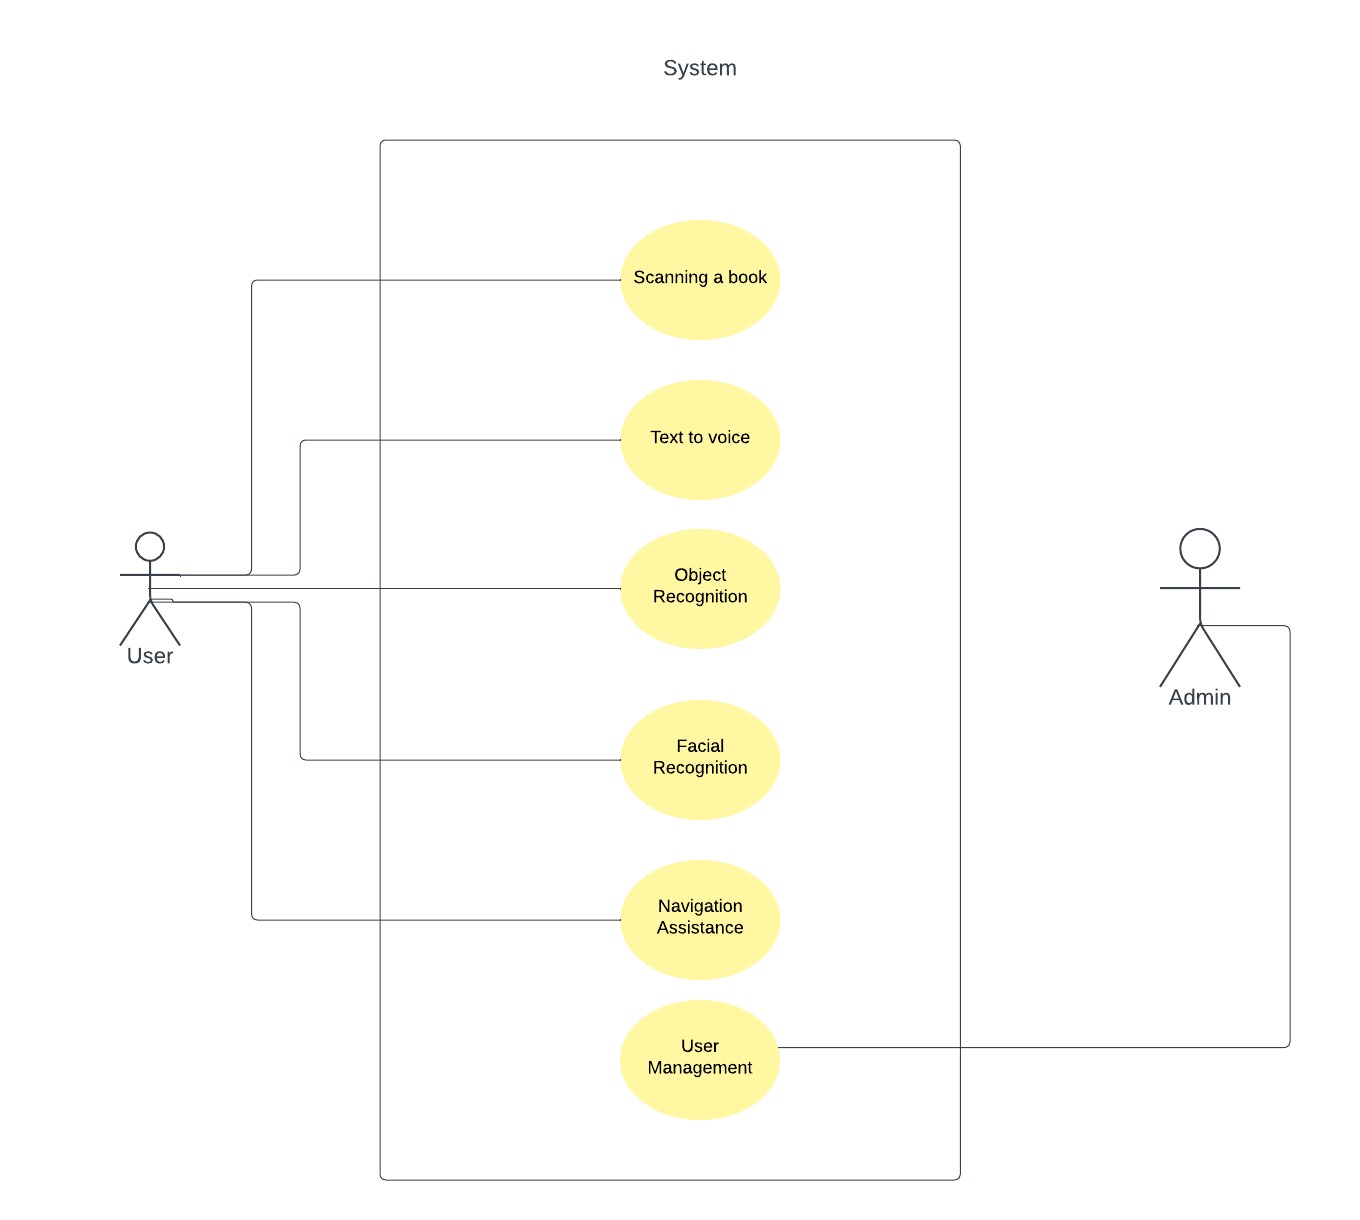 System
Scanning a book
Text to voice
Object
Recognition
User
Facial
Recognition
Admin
Navigation
Assistance
User
Management